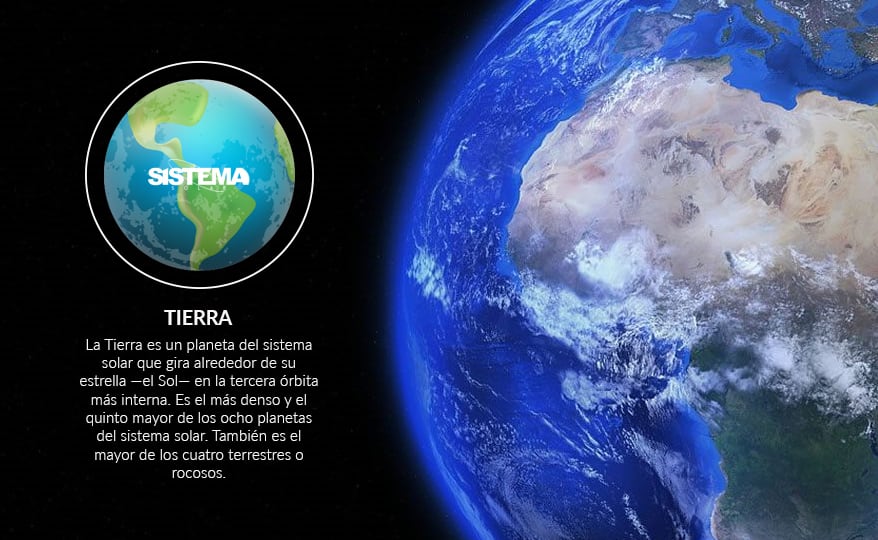 SISTEMA
TIERRA
La Tierra es un planeta del sistema
solar que gira alrededor de su
estrella —el Sol— en la tercera órbita
más interna. Es el más denso y el
quinto mayor de los ocho planetas
del sistema solar. También es el
mayor de los cuatro terrestres o
rocosos.